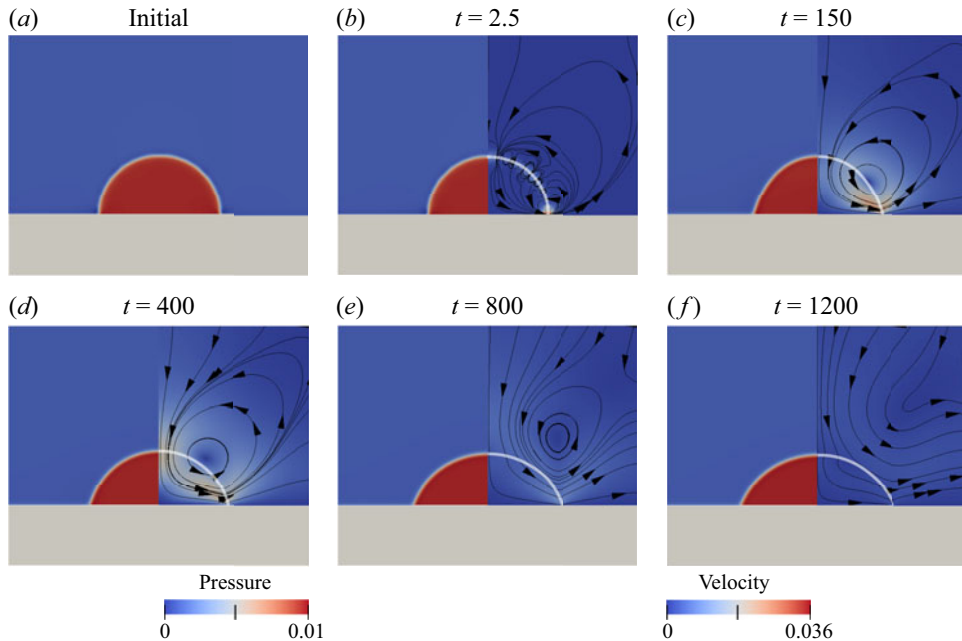 (a) Initial
(b) t = 2.5
(c) t = 150
(d) t = 400
(e) t = 800
(f) t = 1200
Pressure
0 0.01
Velocity
0 0.036